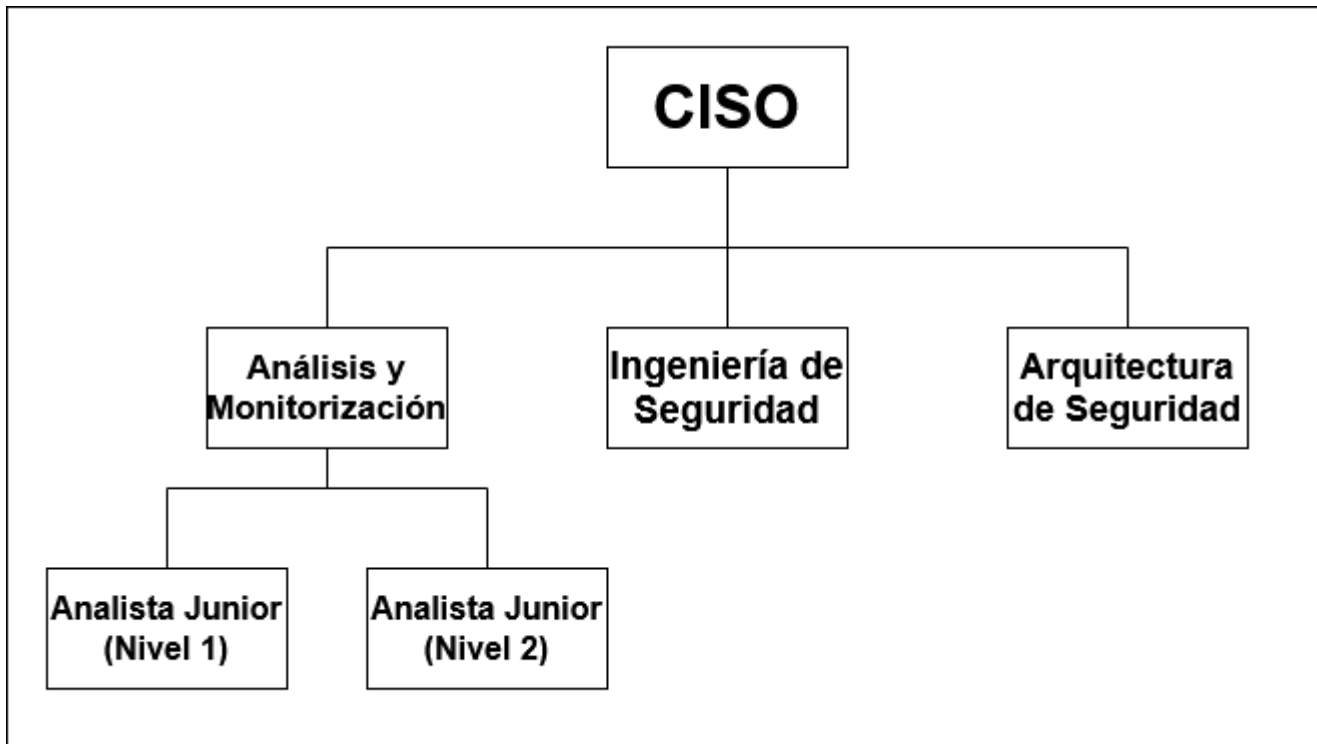 CISO
Análisis y
Monitorización
Ingeniería de
Seguridad
Arquitectura
de Seguridad
Analista Junior
(Nivel 1)
Analista Junior
(Nivel 2)